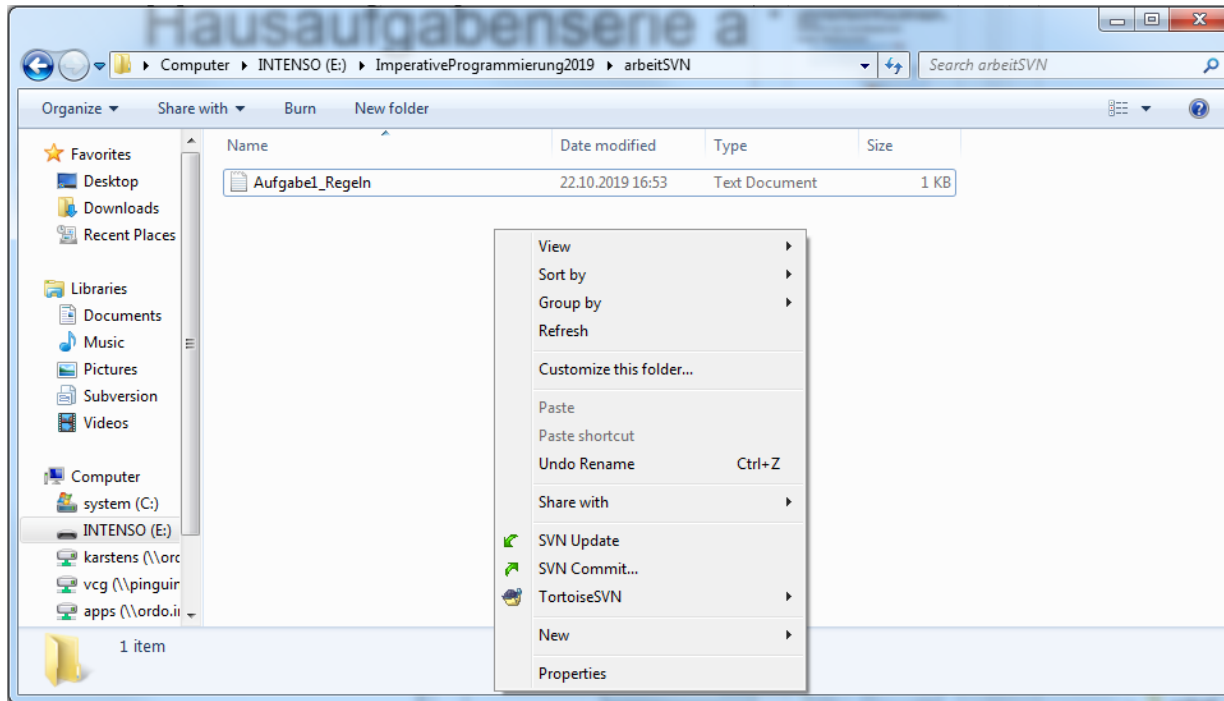 Hausaufgabenserie a
Computer INTENSO (E:) ImperativeProgrammierung2019 arbeitSVN Search arbeitSVN
Organize Share with Burn New folder
Favorites
Desktop
Downloads
Recent Places
Libraries
Documents
Music
Pictures
Subversion
Videos
Computer
system (C:)
INTENSO (E:)
karstens (\\orc
vcg (\\pinguir
apps (\\ordo.ii
Name Date modified Type Size
Aufgabe1_Regeln 22.10.2019 16:53 Text Document 1 KB
View
Sort by
Group by
Refresh
Customize this folder...
Paste
Paste shortcut
Undo Rename Ctrl+Z
Share with
SVN Update
SVN Commit...
TortoiseSVN
New
Properties
1 item